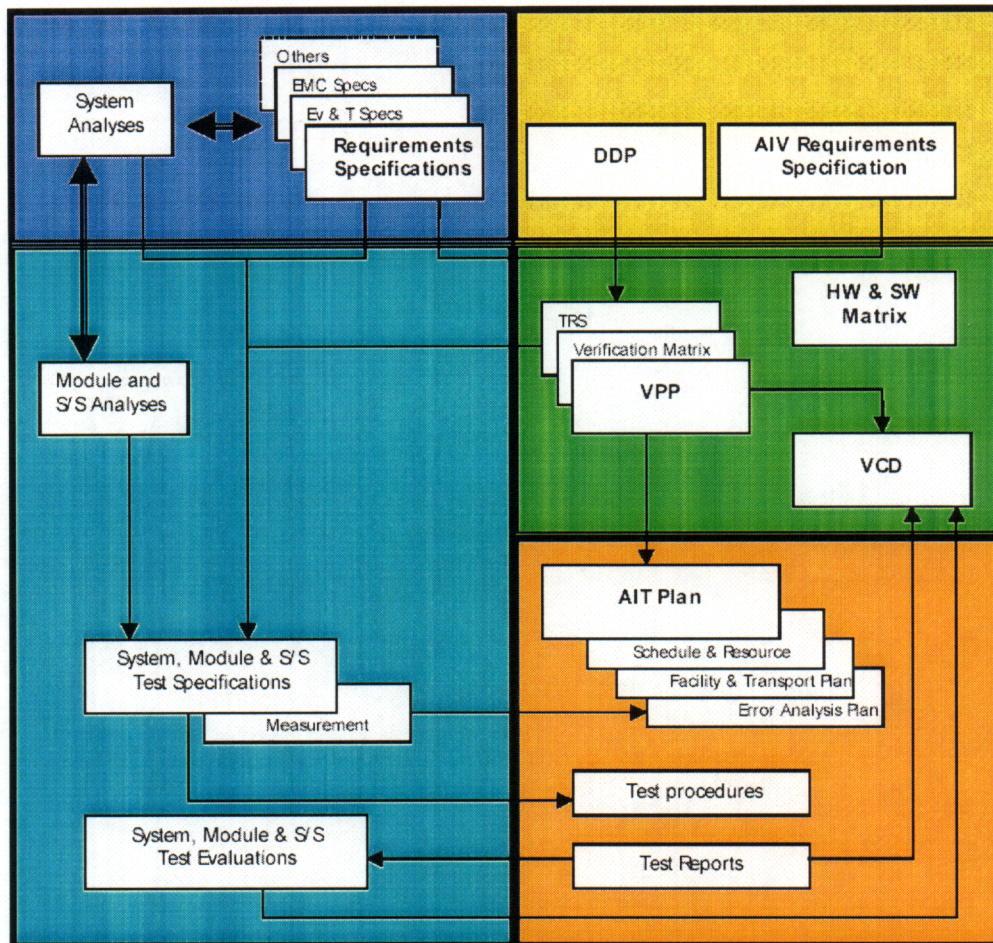 Others
EMC Specs
Ev & T Specs
Requirements
Specifications
System
Analyses
DDP
AIV Requirements
Specification
HW & SW
Matrix
TRS
Verification Matrix
VPP
VCD
Module and
S/S Analyses
AIT Plan
Schedule & Resource
Facility & Transport Plan
Error Analysis Plan
System, Module & S/S
Test Specifications
Measurement
Test procedures
System, Module & S/S
Test Evaluations
Test Reports